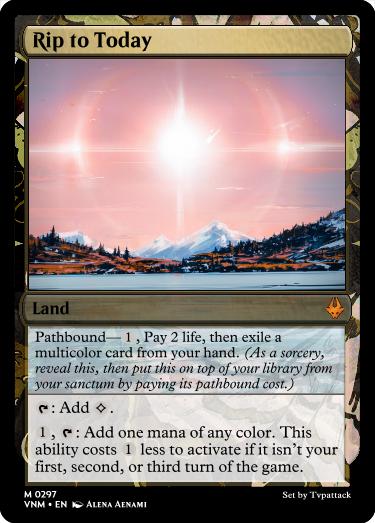 Rip to Today
Land
Pathbound— 1 , Pay 2 life, then exile a
multicolor card from your hand. (As a sorcery,
reveal this, then put this on top of your library from
your sanctum by paying its pathbound cost.)
: Add .
1 , : Add one mana of any color. This
ability costs 1 less to activate if it isn't your
first, second, or third turn of the game.
M 0297
VNM • EN Alena Aenami
Set by Tvpattack